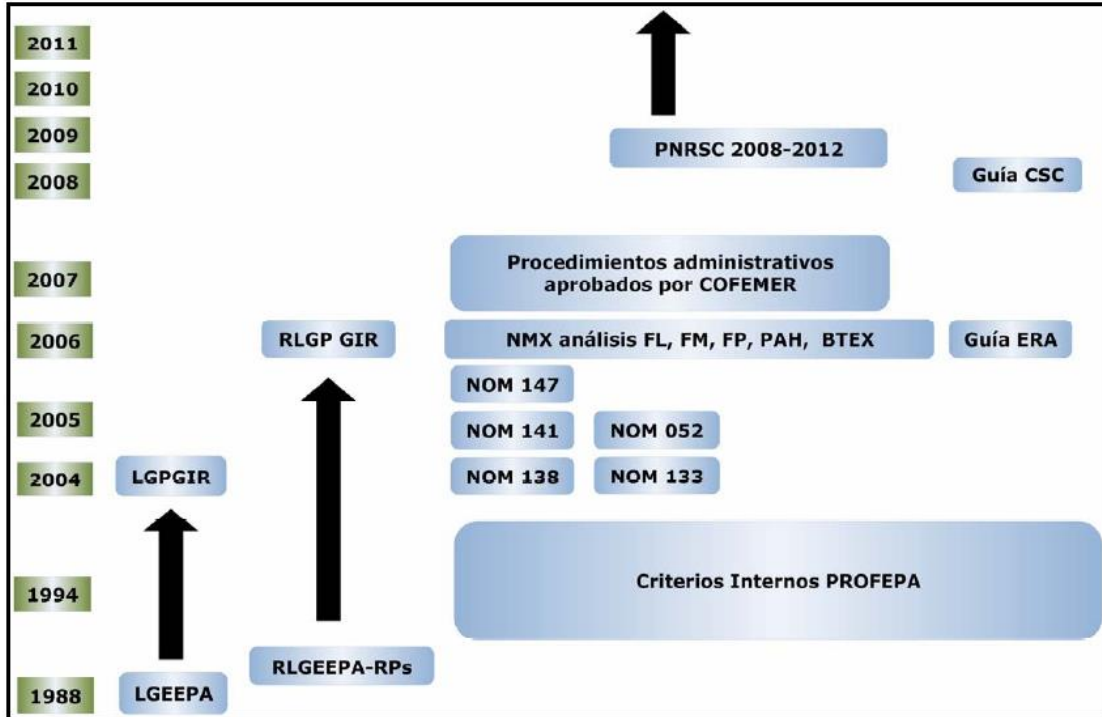 2011
2010
2009
PNRSC 2008-2012
2008
Guía CSC
2007
Procedimientos administrativos
aprobados por COFEMER
2006
RLGP GIR
NMX análisis FL, FM, FP, PAH, BTEX
Guía ERA
NOM 147
2005
NOM 141
NOM 052
2004
LGPGIR
NOM 138
NOM 133
1994
Criterios Internos PROFEPA
RLGEEPA-RPs
1988
LGEEPA